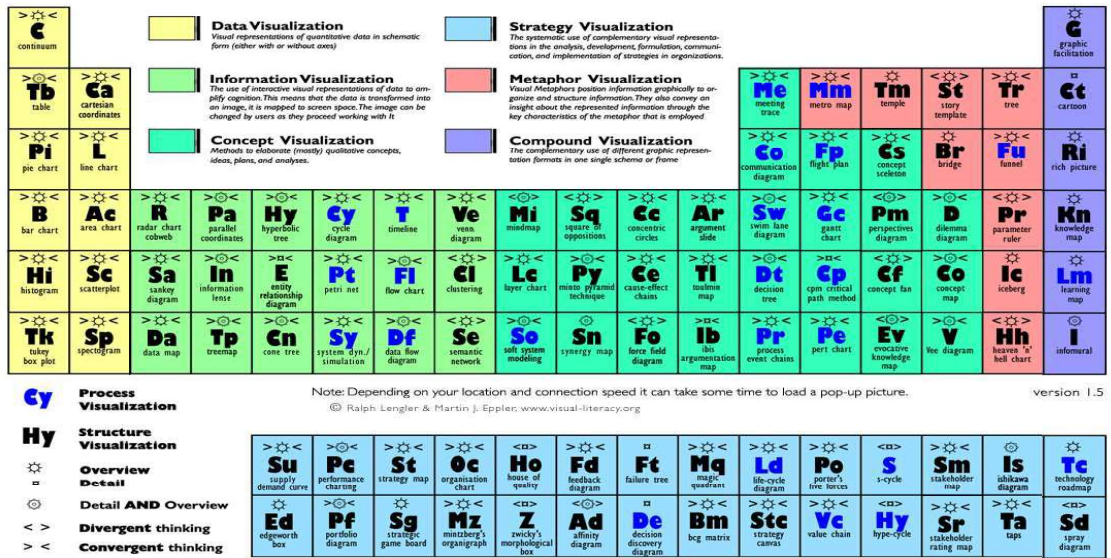 C
continuum
Data Visualization
Visual representations of quantitative data in schematic
form (either with or without axes)
Strategy Visualization
The systematic use of complementary visual representa-
tions in the analysis, development, formulation, communi-
cation, and implementation of strategies in organizations.
G
graphic
facilitation
Tb
table
Ca
cartesian
coordinates
Information Visualization
The use of interactive visual representations of data to am-
plify cognition. This means that the data is transformed into
an image, it is mapped to screen space. The image can be
changed by users as they proceed working with it
Metaphor Visualization
Visual Metaphors position information graphically to or-
ganize and structure information. They also convey an
insight about the represented information through the
key characteristics of the metaphor that is employed
Me
meeting
trace
Mm
metro map
Tm
temple
St
story
template
Tr
tree
Ct
cartoon
Pi
pie chart
L
line chart
Concept Visualization
Methods to elaborate (mostly) qualitative concepts,
ideas, plans, and analyses.
Compound Visualization
The complementary use of different graphic represen-
tation formats in one single schema or frame
Co
communication
diagram
Fp
flight plan
Cs
concept
sceleton
Br
bridge
Fu
funnel
Ri
rich picture
B
bar chart
Ac
area chart
R
radar chart
cobweb
Pa
parallel
coordinates
Hy
hyperbolic
tree
Cy
cycle
diagram
T
timeline
Ve
venn
diagram
Mi
mindmap
Sq
square of
oppositions
Cc
concentric
circles
Ar
argument
slide
Sw
swim lane
diagram
Gc
gantt
chart
Pm
perspectives
diagram
D
dilemma
diagram
Pr
parameter
ruler
Kn
knowledge
map
Hi
histogram
Sc
scatterplot
Sa
sankey
diagram
In
information
lense
E
entity
relationship
diagram
Pt
petri net
Fl
flow chart
Cl
clustering
Lc
layer chart
Py
minto pyramid
technique
Ce
cause-effect
chains
Tl
toulmin
map
Dt
decision
tree
Cp
cpm critical
path method
Cf
concept fan
Co
concept
map
Ic
iceberg
Lm
learning
map
Tk
tukey
box plot
Sp
spectogram
Da
data map
Tp
treemap
Cn
cone tree
Sy
system dyn./
simulation
Df
data flow
diagram
Se
semantic
network
So
soft system
modeling
Sn
synergy map
Fo
force field
diagram
Ib
ibis
argumentation
map
Pr
process
event chains
Pe
pert chart
Ev
evocative
knowledge
map
V
Vee diagram
Hh
heaven 'n'
hell chart
I
infomural
Cy
Process
Visualization
Note: Depending on your location and connection speed it can take some time to load a pop-up picture.
version 1.5
© Ralph Lengler & Martin J. Eppler, www.visual-literacy.org
Hy
Structure
Visualization
Overview
Detail
Detail AND Overview
< > Divergent thinking
> < Convergent thinking
Su
supply
demand curve
Pc
performance
charting
St
strategy map
Oc
organisation
chart
Ho
house of
quality
Fd
feedback
diagram
Ft
failure tree
Mq
magic
quadrant
Ld
life-cycle
diagram
Po
porter's
five forces
S
s-cycle
Sm
stakeholder
map
Is
ishikawa
diagram
Tc
technology
roadmap
Ed
edgeworth
box
Pf
portfolio
diagram
Sg
strategic
game board
Mz
mintzberg's
organigraph
Z
zwicky's
morphological
box
Ad
affinity
diagram
De
decision
discovery
diagram
Bm
bcg matrix
Stc
strategy
canvas
Vc
value chain
Hy
hype-cycle
Sr
stakeholder
rating map
Ta
taps
Sd
spray
diagram